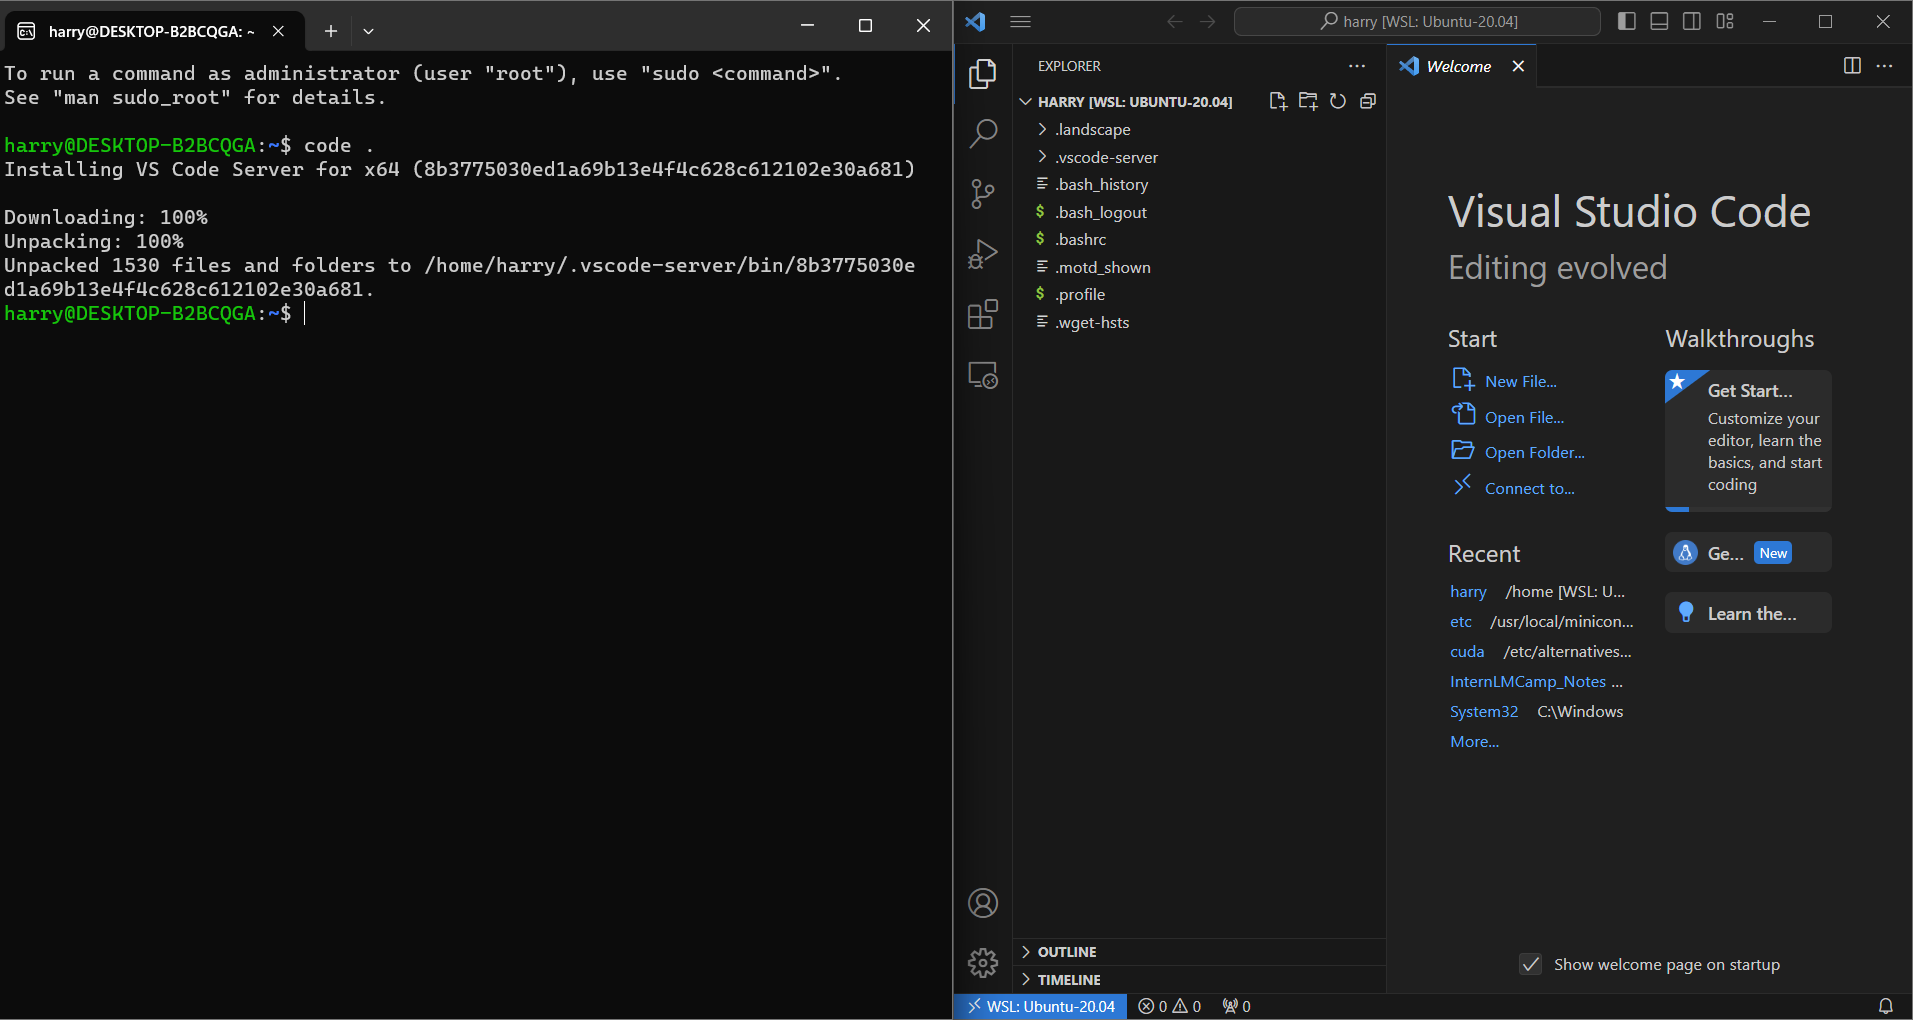 harry@DESKTOP-B2BCQGA: ~
To run a command as administrator (user "root"), use "sudo <command>".
See "man sudo_root" for details.
harry@DESKTOP-B2BCQGA:~$ code .
Installing VS Code Server for x64 (8b3775030ed1a69b13e4f4c628c612102e30a681)
Downloading: 100%
Unpacking: 100%
Unpacked 1530 files and folders to /home/harry/.vscode-server/bin/8b3775030e
d1a69b13e4f4c628c612102e30a681.
harry@DESKTOP-B2BCQGA:~$
harry [WSL: Ubuntu-20.04]
EXPLORER
HARRY [WSL: UBUNTU-20.04]
.landscape
.vscode-server
.bash_history
$ .bash_logout
$ .bashrc
.motd_shown
$ .profile
.wget-hsts
OUTLINE
TIMELINE
Welcome
Visual Studio Code
Editing evolved
Start
New File...
Open File...
Open Folder...
Connect to...
Recent
harry /home [WSL: U...
etc /usr/local/minicon...
cuda /etc/alternatives...
InternLMCamp_Notes ...
System32 C:\Windows
More...
Walkthroughs
Get Start...
Customize your
editor, learn the
basics, and start
coding
Ge... New
Learn the...
Show welcome page on startup
WSL: Ubuntu-20.04 0 0 0